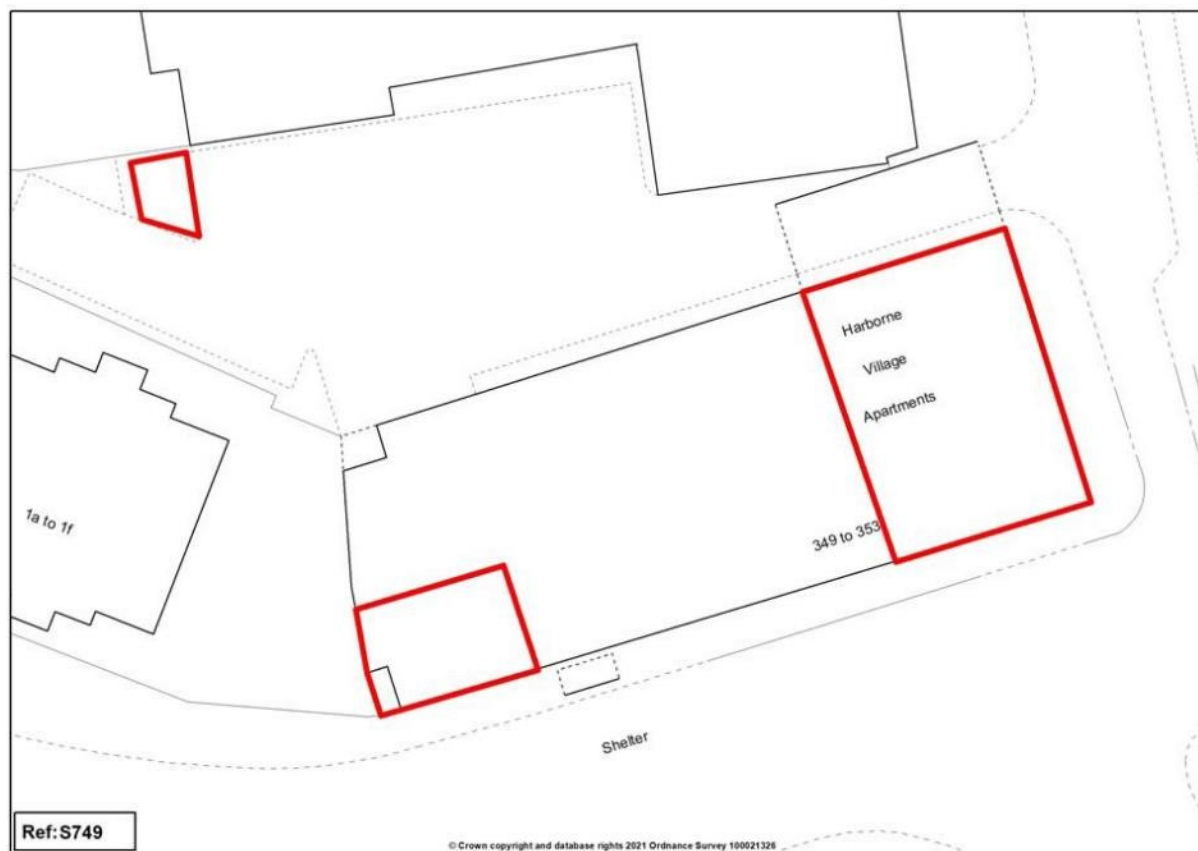 Harborne
Village
Apartments
1a to 1f
349 to 353
Shelter
Ref:S749
© Crown copyright and database rights 2021 Ordnance Survey 100021326